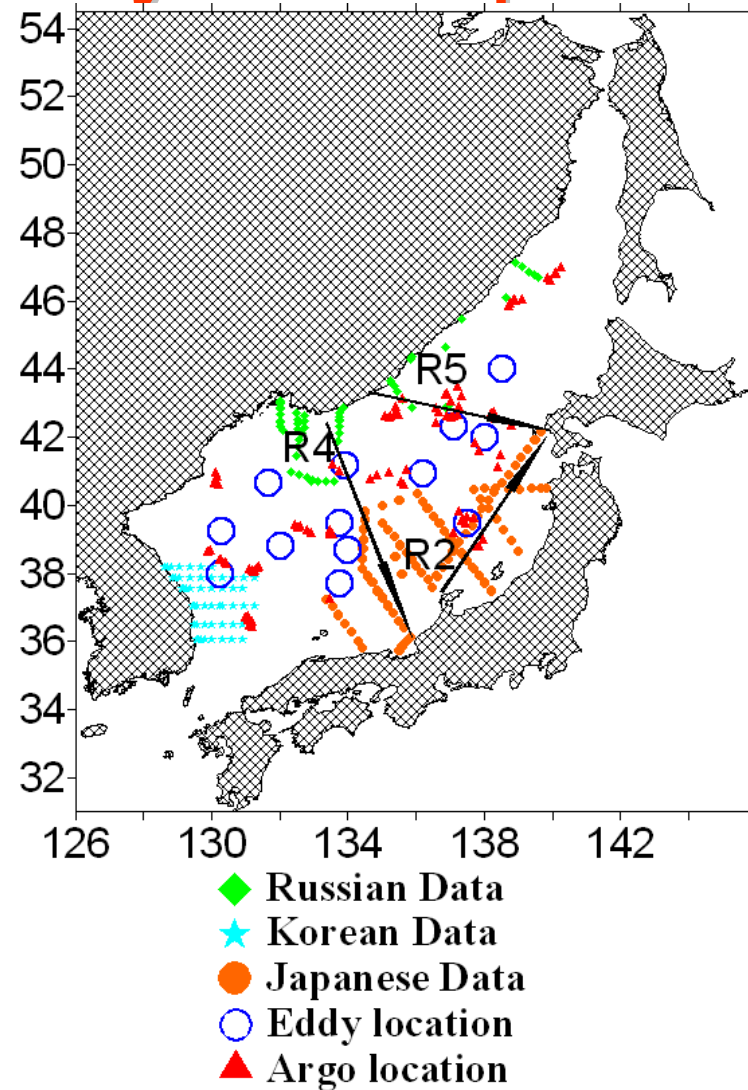 54
52
50
48
46
44
R5
42
R4
40
38
R2
36
34
32
126 130 134 138 142
Russian Data
Korean Data
Japanese Data
Eddy location
Argo location